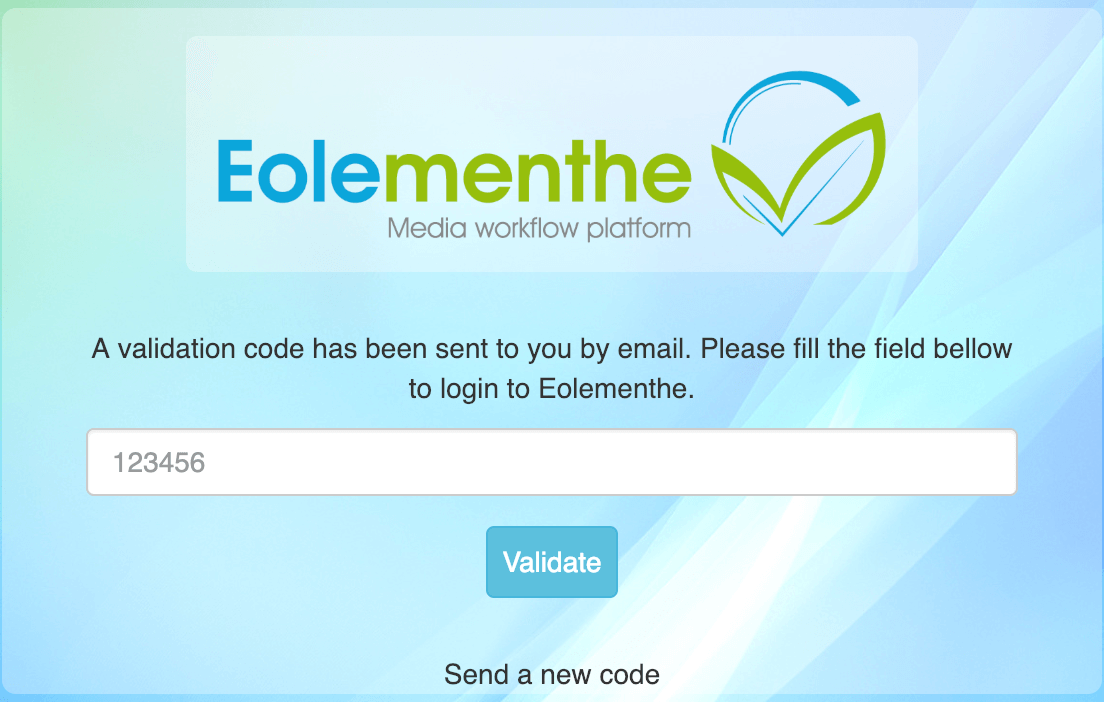 Eolementhe
Media workflow platform
A validation code has been sent to you by email. Please fill the field bellow
to login to Eolementhe.
123456
Validate
Send a new code